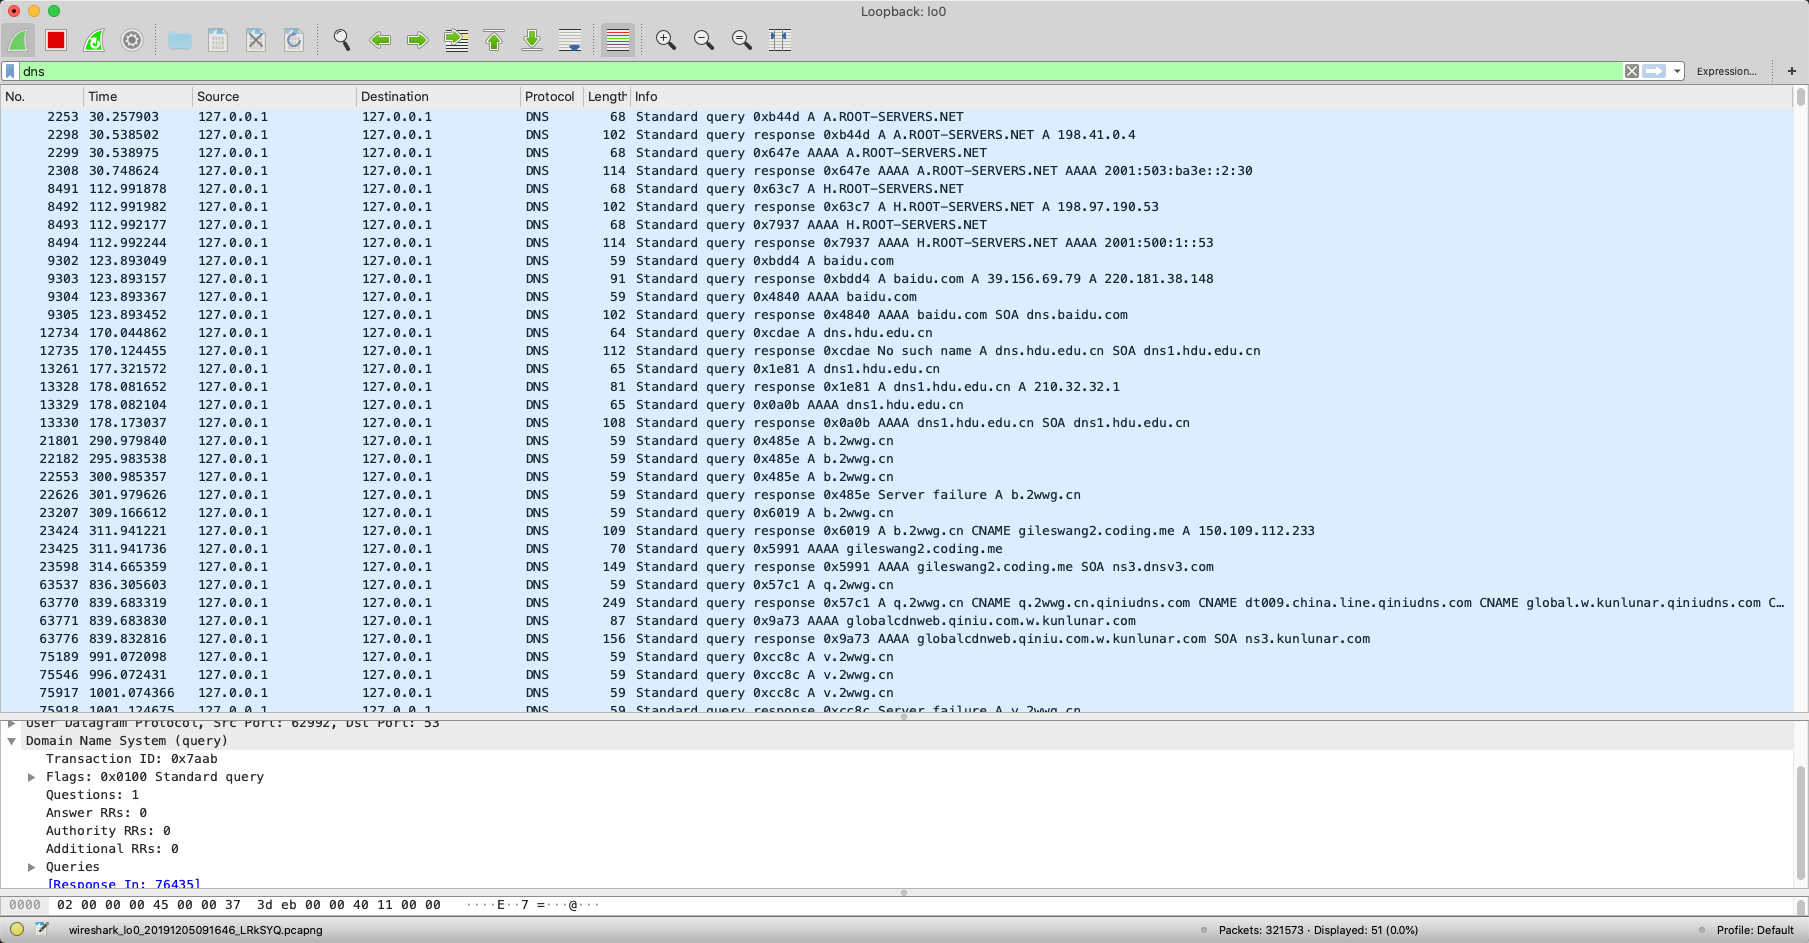 Loopback: lo0
dns
Expression...
+
No. Time Source Destination Protocol Length Info
2253 30.257903 127.0.0.1 127.0.0.1 DNS 68 Standard query 0xb44d A A.ROOT-SERVERS.NET
2298 30.538502 127.0.0.1 127.0.0.1 DNS 102 Standard query response 0xb44d A A.ROOT-SERVERS.NET A 198.41.0.4
2299 30.538975 127.0.0.1 127.0.0.1 DNS 68 Standard query 0x647e AAAA A.ROOT-SERVERS.NET
2308 30.748624 127.0.0.1 127.0.0.1 DNS 114 Standard query response 0x647e AAAA A.ROOT-SERVERS.NET AAAA 2001:503:ba3e::2:30
8491 112.991878 127.0.0.1 127.0.0.1 DNS 68 Standard query 0x63c7 A H.ROOT-SERVERS.NET
8492 112.991982 127.0.0.1 127.0.0.1 DNS 102 Standard query response 0x63c7 A H.ROOT-SERVERS.NET A 198.97.190.53
8493 112.992177 127.0.0.1 127.0.0.1 DNS 68 Standard query 0x7937 AAAA H.ROOT-SERVERS.NET
8494 112.992244 127.0.0.1 127.0.0.1 DNS 114 Standard query response 0x7937 AAAA H.ROOT-SERVERS.NET AAAA 2001:500:1::53
9302 123.893049 127.0.0.1 127.0.0.1 DNS 59 Standard query 0xbdd4 A baidu.com
9303 123.893157 127.0.0.1 127.0.0.1 DNS 91 Standard query response 0xbdd4 A baidu.com A 39.156.69.79 A 220.181.38.148
9304 123.893367 127.0.0.1 127.0.0.1 DNS 59 Standard query 0x4840 AAAA baidu.com
9305 123.893452 127.0.0.1 127.0.0.1 DNS 102 Standard query response 0x4840 AAAA baidu.com SOA dns.baidu.com
12734 170.044862 127.0.0.1 127.0.0.1 DNS 64 Standard query 0xcdae A dns.hdu.edu.cn
12735 170.124455 127.0.0.1 127.0.0.1 DNS 112 Standard query response 0xcdae No such name A dns.hdu.edu.cn SOA dns1.hdu.edu.cn
13261 177.321572 127.0.0.1 127.0.0.1 DNS 65 Standard query 0x1e81 A dns1.hdu.edu.cn
13328 178.081652 127.0.0.1 127.0.0.1 DNS 81 Standard query response 0x1e81 A dns1.hdu.edu.cn A 210.32.32.1
13329 178.082104 127.0.0.1 127.0.0.1 DNS 65 Standard query 0x0a0b AAAA dns1.hdu.edu.cn
13330 178.173037 127.0.0.1 127.0.0.1 DNS 108 Standard query response 0x0a0b AAAA dns1.hdu.edu.cn SOA dns1.hdu.edu.cn
21801 290.979840 127.0.0.1 127.0.0.1 DNS 59 Standard query 0x485e A b.2wwg.cn
22182 295.983538 127.0.0.1 127.0.0.1 DNS 59 Standard query 0x485e A b.2wwg.cn
22553 300.985357 127.0.0.1 127.0.0.1 DNS 59 Standard query 0x485e A b.2wwg.cn
22626 301.979626 127.0.0.1 127.0.0.1 DNS 59 Standard query response 0x485e Server failure A b.2wwg.cn
23207 309.166612 127.0.0.1 127.0.0.1 DNS 59 Standard query 0x6019 A b.2wwg.cn
23424 311.941221 127.0.0.1 127.0.0.1 DNS 109 Standard query response 0x6019 A b.2wwg.cn CNAME gileswang2.coding.me A 150.109.112.233
23425 311.941736 127.0.0.1 127.0.0.1 DNS 70 Standard query 0x5991 AAAA gileswang2.coding.me
23598 314.665359 127.0.0.1 127.0.0.1 DNS 149 Standard query response 0x5991 AAAA gileswang2.coding.me SOA ns3.dnsv3.com
63537 836.305603 127.0.0.1 127.0.0.1 DNS 59 Standard query 0x57c1 A q.2wwg.cn
63770 839.683319 127.0.0.1 127.0.0.1 DNS 249 Standard query response 0x57c1 A q.2wwg.cn CNAME q.2wwg.cn.qiniudns.com CNAME dt009.china.line.qiniudns.com CNAME global.w.kunlunar.qiniudns.com C…
63771 839.683830 127.0.0.1 127.0.0.1 DNS 87 Standard query 0x9a73 AAAA globalcdnweb.qiniu.com.w.kunlunar.com
63776 839.832816 127.0.0.1 127.0.0.1 DNS 156 Standard query response 0x9a73 AAAA globalcdnweb.qiniu.com.w.kunlunar.com SOA ns3.kunlunar.com
75189 991.072098 127.0.0.1 127.0.0.1 DNS 59 Standard query 0xcc8c A v.2wwg.cn
75546 996.072431 127.0.0.1 127.0.0.1 DNS 59 Standard query 0xcc8c A v.2wwg.cn
75917 1001.074366 127.0.0.1 127.0.0.1 DNS 59 Standard query 0xcc8c A v.2wwg.cn
75918 1001.124675 127.0.0.1 127.0.0.1 DNS 59 Standard query response 0xcc8c Server failure A v.2wwg.cn
User Datagram Protocol, Src Port: 62992, Dst Port: 53
Domain Name System (query)
Transaction ID: 0x7aab
Flags: 0x0100 Standard query
Questions: 1
Answer RRs: 0
Authority RRs: 0
Additional RRs: 0
Queries
[Response In: 76435]
0000 02 00 00 00 45 00 00 37 3d eb 00 00 40 11 00 00 ····E··7 =···@···
wireshark_lo0_20191205091646_LRkSYQ.pcapng
Packets: 321573 · Displayed: 51 (0.0%)
Profile: Default